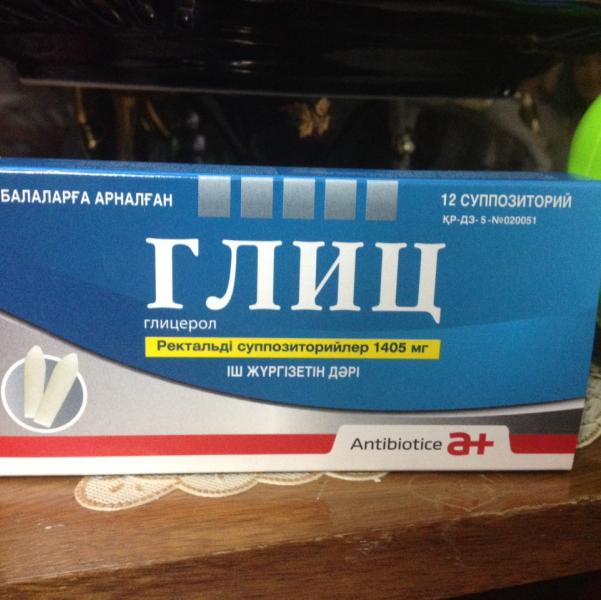 БАЛАЛАРҒА АРНАЛҒАН
12 СУППОЗИТОРИЙ
ҚР-ДЗ-5-№020051
ГЛИЦ
глицерол
Ректальді суппозиторийлер 1405 мг
ІШ ЖҮРГІЗЕТІН ДӘРІ
Antibiotice a+